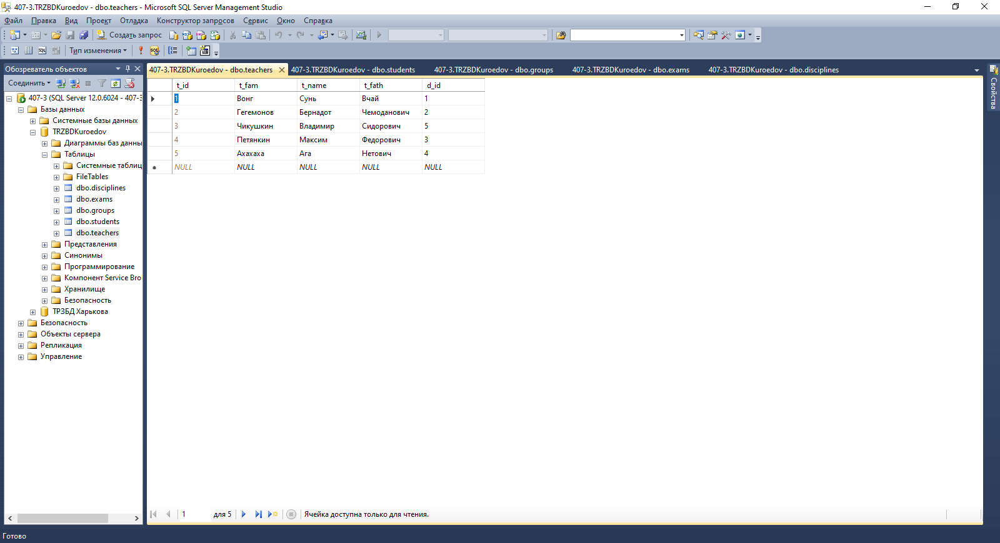 407-3.TRZBDKuroedov - dbo.teachers - Microsoft SQL Server Management Studio
Файл Правка Вид Проект Отладка Конструктор запросов Сервис Окно Справка
Создать запрос
Тип изменения
Обозреватель объектов
Соединить
407-3 (SQL Server 12.0.6024 - 407-3
Базы данных
Системные базы данных
TRZBDKuroedov
Диаграммы баз данны
Таблицы
Системные таблиц
FileTables
dbo.disciplines
dbo.exams
dbo.groups
dbo.students
dbo.teachers
Представления
Синонимы
Программирование
Компонент Service Bro
Хранилище
Безопасность
ТРЗБД Харькова
Безопасность
Объекты сервера
Репликация
Управление
407-3.TRZBDKuroedov - dbo.teachers 407-3.TRZBDKuroedov - dbo.students 407-3.TRZBDKuroedov - dbo.groups 407-3.TRZBDKuroedov - dbo.exams 407-3.TRZBDKuroedov - dbo.disciplines
t_id t_fam t_name t_fath d_id
1 Вонг Сунь Вчай 1
2 Гегемонов Бернадот Чемоданович 2
3 Чикушкин Владимир Сидорович 5
4 Петянкин Максим Федорович 3
5 Ахахаха Ага Нетович 4
NULL NULL NULL NULL NULL
1 для 5 Ячейка доступна только для чтения.
Свойства
Готово